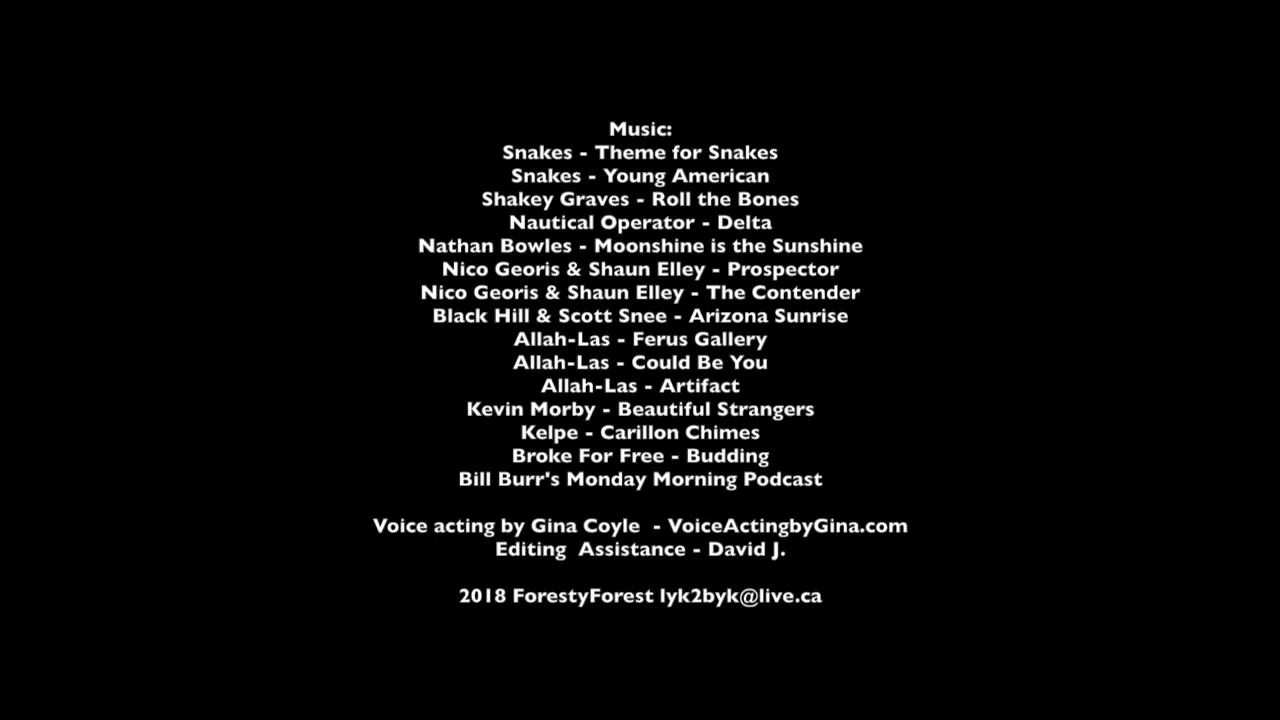 Music:
Snakes - Theme for Snakes
Snakes - Young American
Shakey Graves - Roll the Bones
Nautical Operator - Delta
Nathan Bowles - Moonshine is the Sunshine
Nico Georis & Shaun Elley - Prospector
Nico Georis & Shaun Elley - The Contender
Black Hill & Scott Snee - Arizona Sunrise
Allah-Las - Ferus Gallery
Allah-Las - Could Be You
Allah-Las - Artifact
Kevin Morby - Beautiful Strangers
Kelpe - Carillon Chimes
Broke For Free - Budding
Bill Burr's Monday Morning Podcast
Voice acting by Gina Coyle  - VoiceActingbyGina.com
Editing  Assistance - David J.
2018 ForestyForest lyk2byk@live.ca